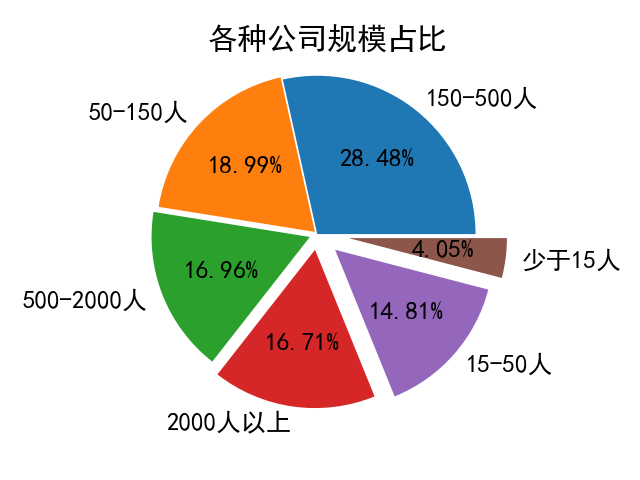 各种公司规模占比
150-500人
50-150人
28.48%
18.99%
4.05%
少于15人
16.96%
500-2000人
14.81%
16.71%
15-50人
2000人以上